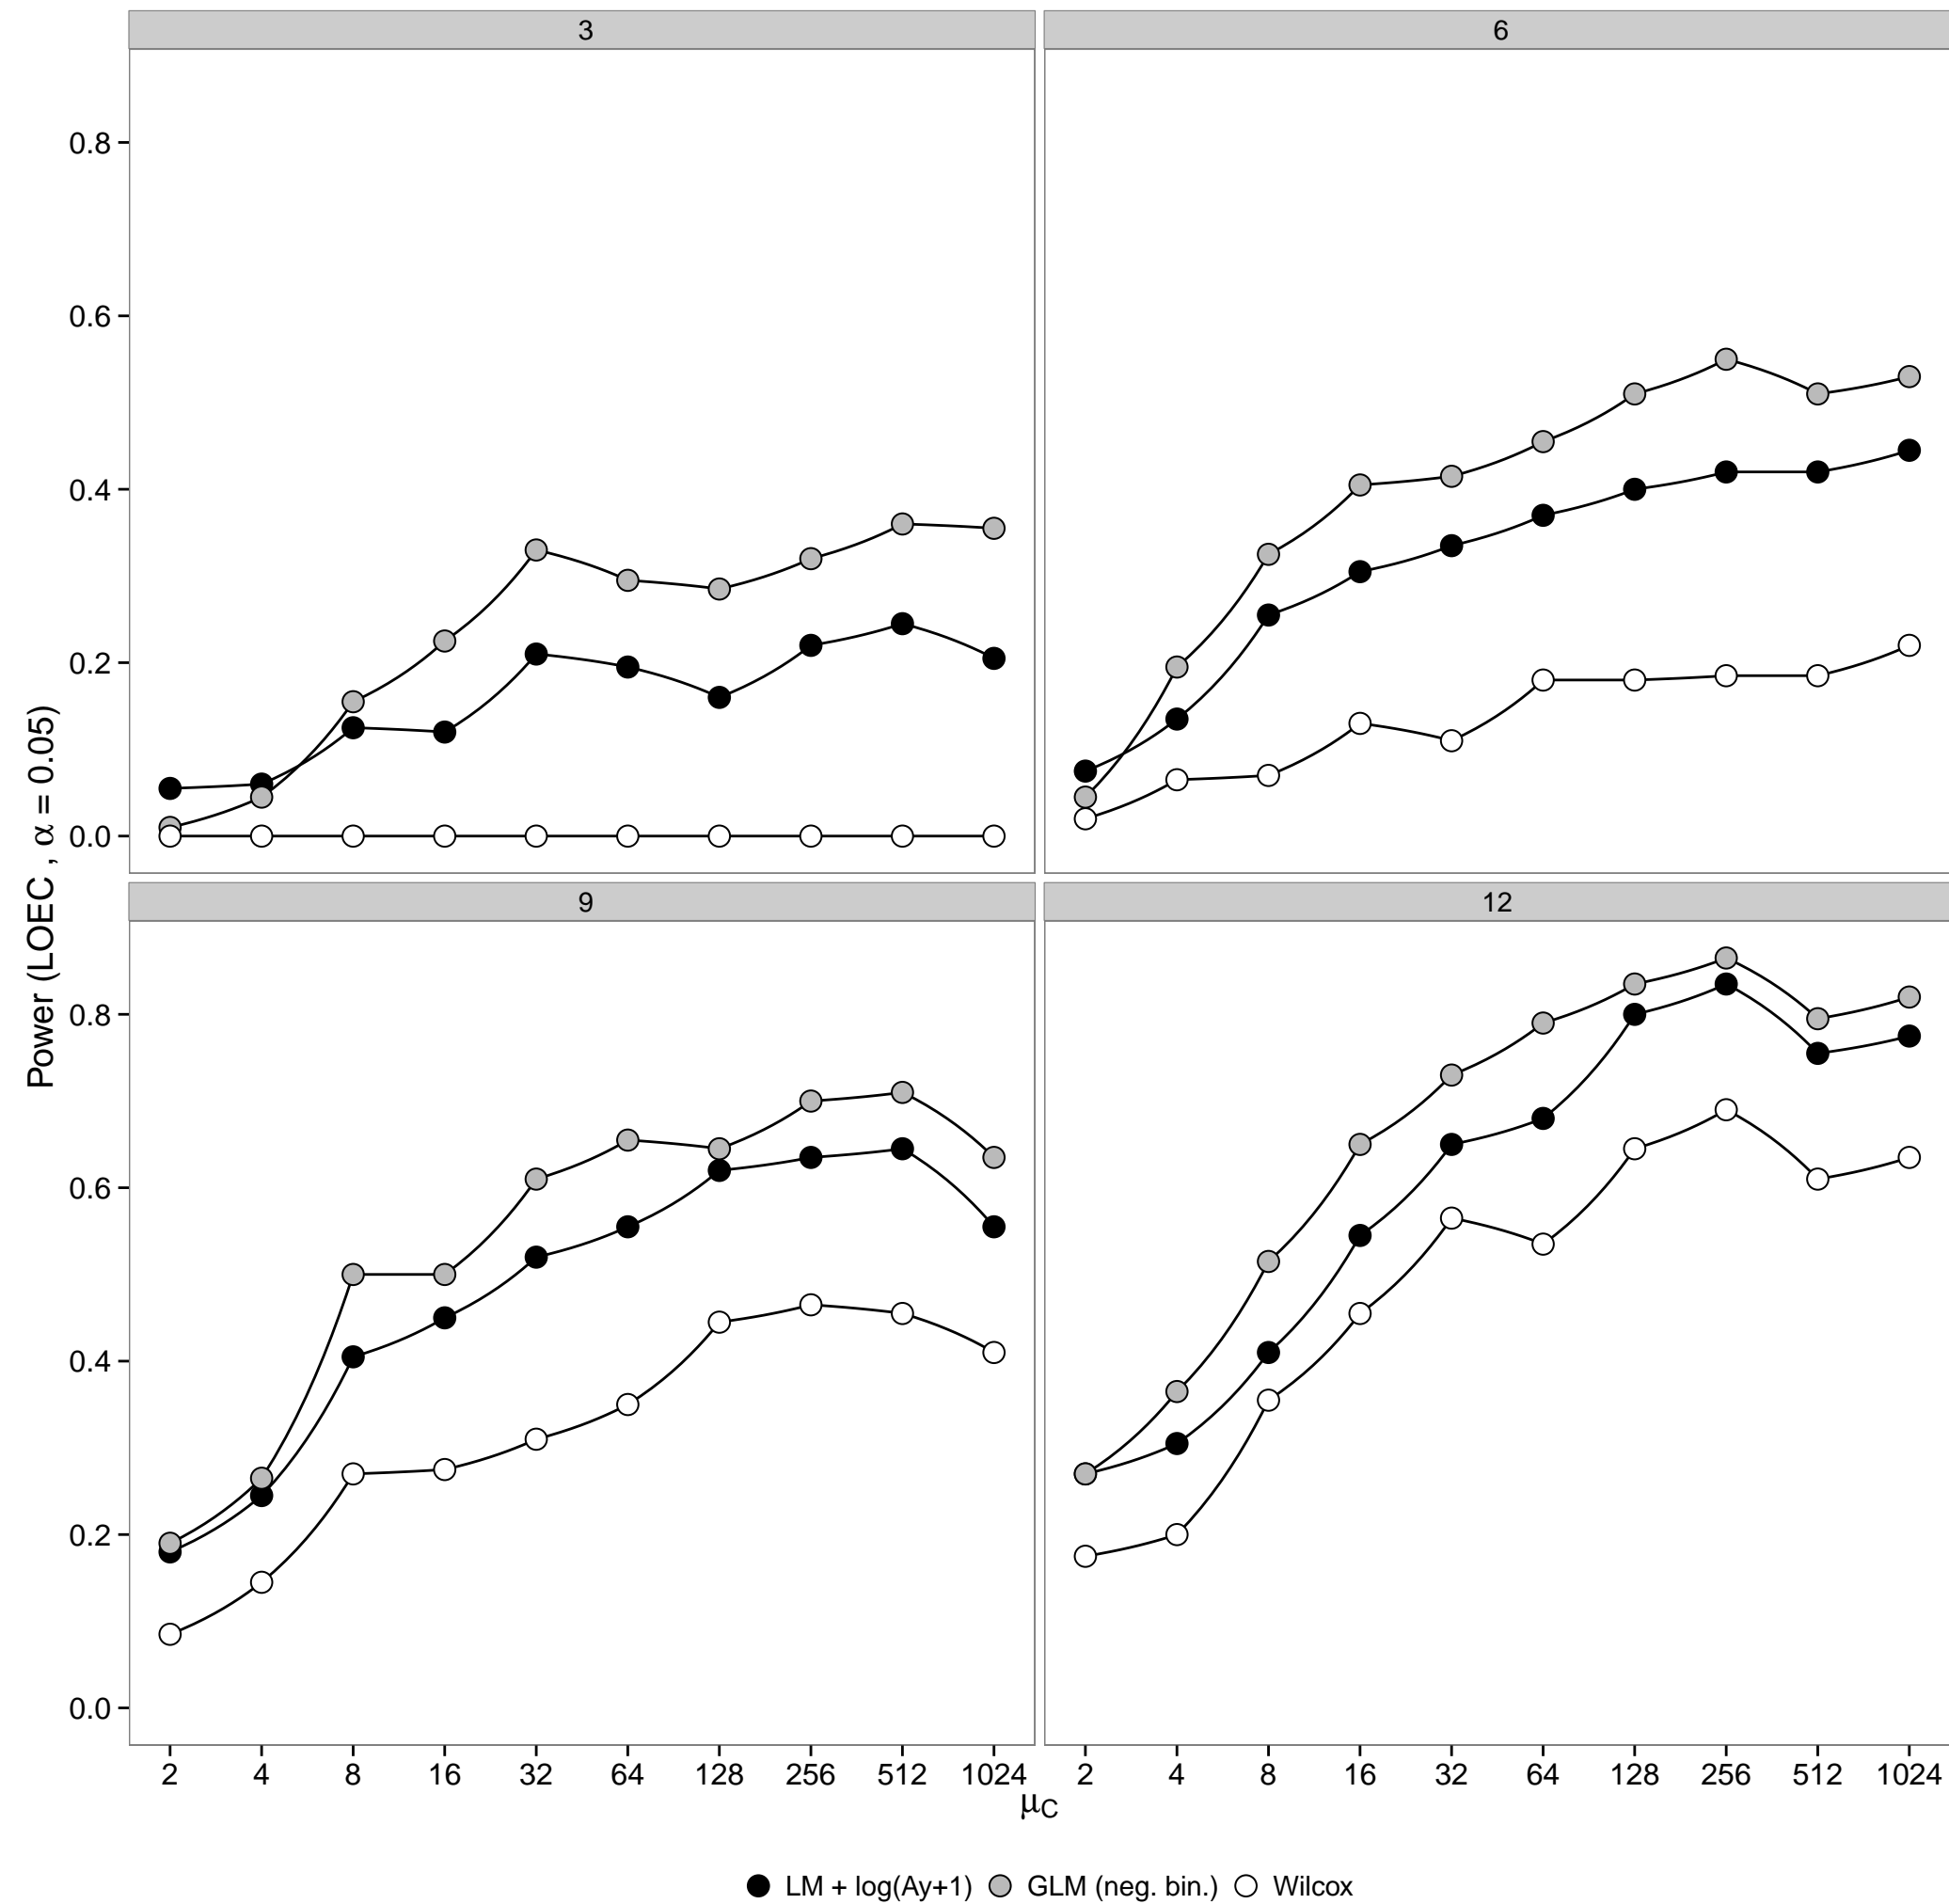 3
6
0.8
0.6
0.4
0.2
0.0
9
12
0.8
0.6
0.4
0.2
0.0
Power (LOEC , α = 0.05)
2 4 8 16 32 64 128 256 512 1024
2 4 8 16 32 64 128 256 512 1024
μC
LM + log(Ay+1) GLM (neg. bin.) Wilcox